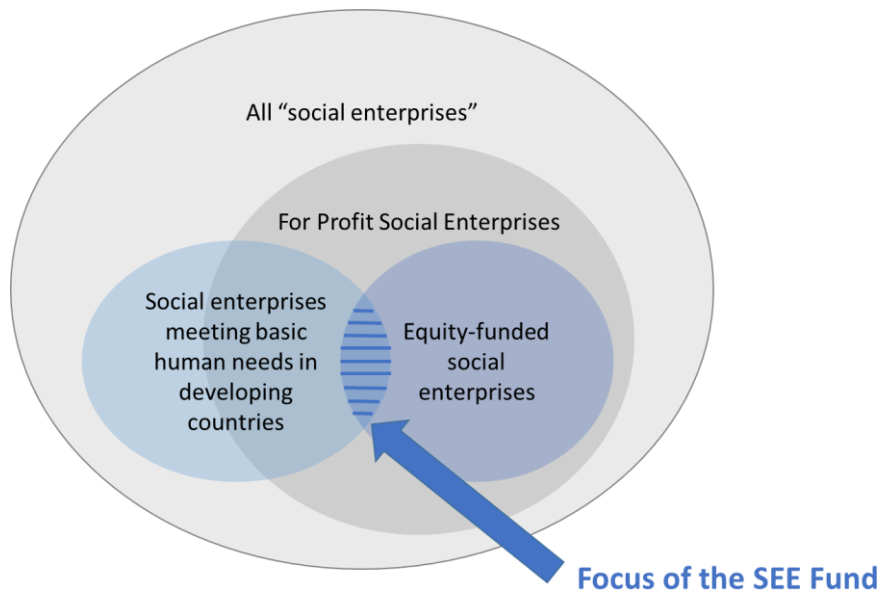 All “social enterprises”
For Profit Social Enterprises
Social enterprises
meeting basic
human needs in
developing
countries
Equity-funded
social
enterprises
Focus of the SEE Fund